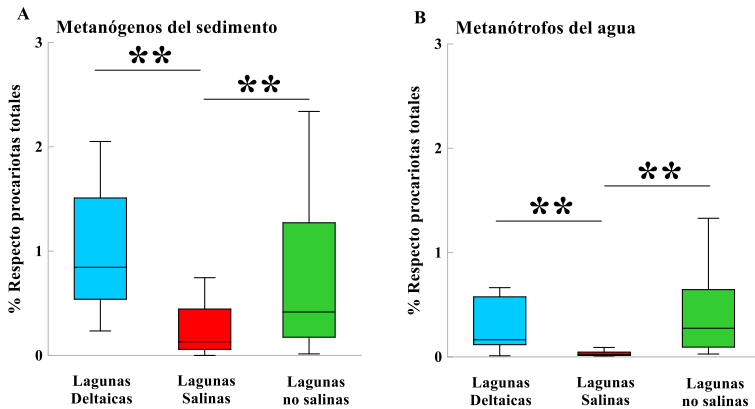 A
Metanógenos del sedimento
% Respecto procariotas totales
3
2
1
0
**
**
Lagunas
Deltaicas
Lagunas
Salinas
Lagunas
no salinas
B
Metanótrofos del agua
% Respecto procariotas totales
3
2
1
0
**
**
Lagunas
Deltaicas
Lagunas
Salinas
Lagunas
no salinas